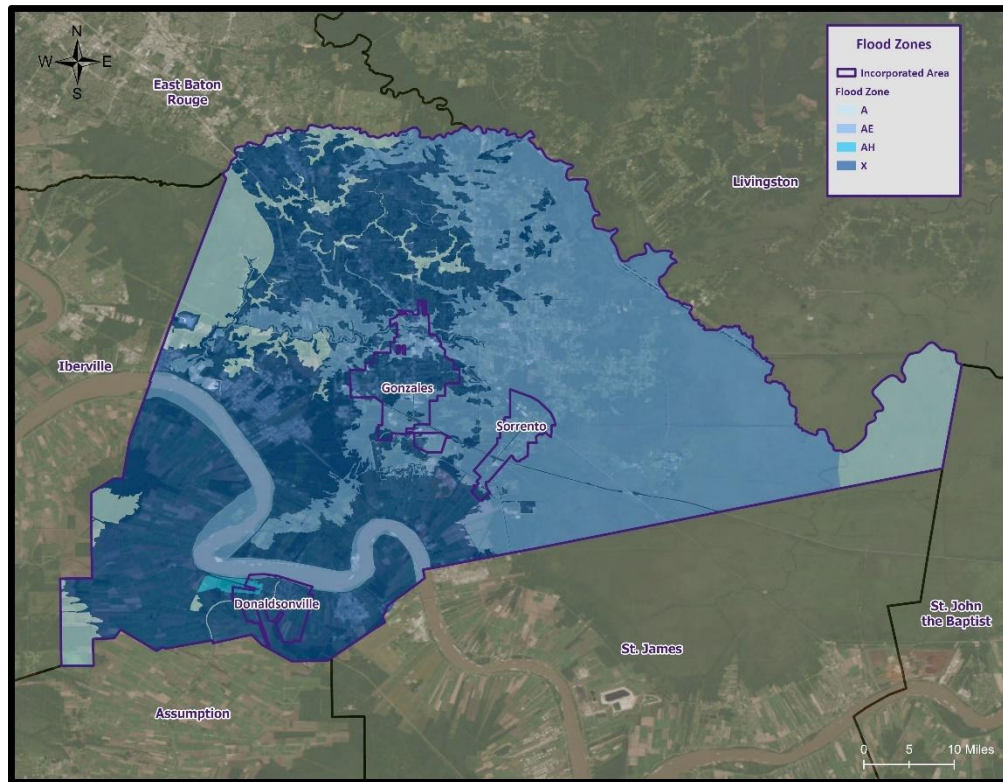 N
W E
S
East Baton
Rouge
Flood Zones
Incorporated Area
Flood Zone
A
AE
AH
X
Livingston
Iberville
Gonzales
Sorrento
Donaldsonville
St. John
the Baptist
St. James
Assumption
0 5 10 Miles